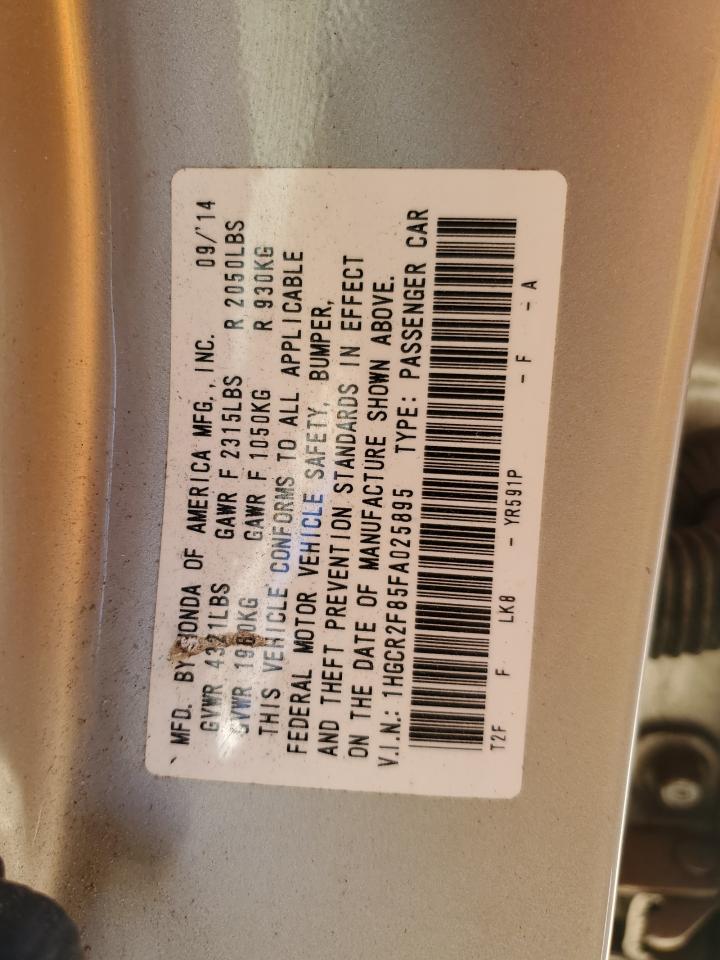 MFD. BY HONDA OF AMERICA MFG., INC. 09/'14
GVWR 4321LBS GAWR F 2315LBS R 2050LBS
GVWR 1960KG GAWR F 1050KG R 930KG
THIS VEHICLE CONFORMS TO ALL APPLICABLE
FEDERAL MOTOR VEHICLE SAFETY, BUMPER,
AND THEFT PREVENTION STANDARDS IN EFFECT
ON THE DATE OF MANUFACTURE SHOWN ABOVE.
V.I.N.: 1HGCR2F85FA025895 TYPE: PASSENGER CAR
T2F F LK8 - YR591P - F - A